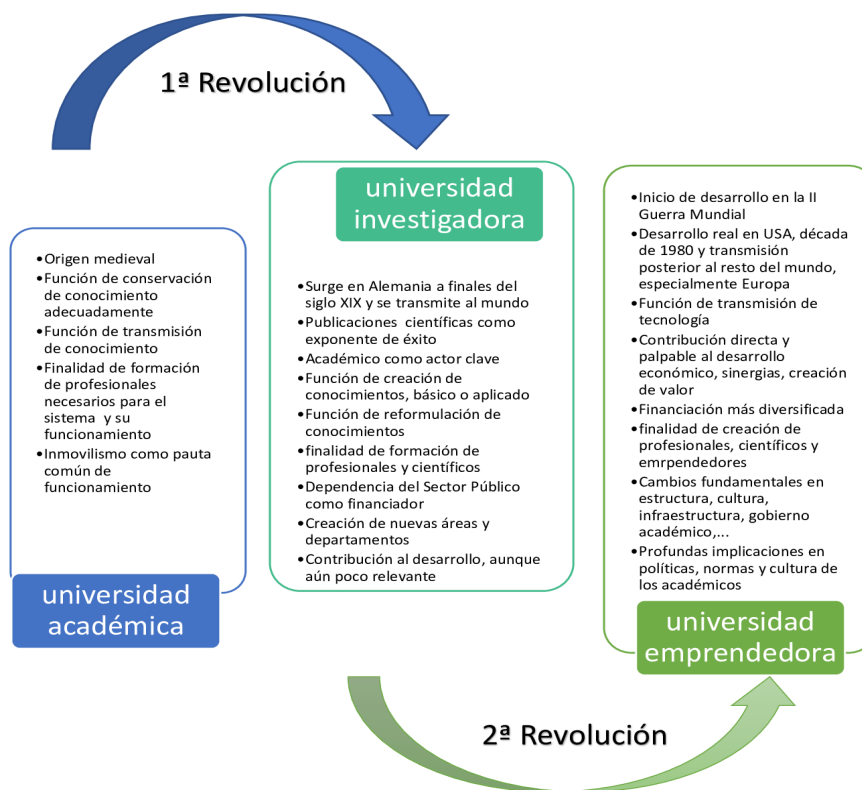 1ª Revolución
•Origen medieval
•Función de conservación
de conocimiento
adecuadamente
•Función de transmisión
de conocimiento
•Finalidad de formación
de profesionales
necesarios para el
sistema y su
funcionamiento
•Inmovilismo como pauta
común de
funcionamiento
universidad
académica
universidad
investigadora
•Surge en Alemania a finales del
siglo XIX y se transmite al mundo
•Publicaciones científicas como
exponente de éxito
•Académico como actor clave
•Función de creación de
conocimientos, básico o aplicado
•Función de reformulación de
conocimientos
•finalidad de formación de
profesionales y científicos
•Dependencia del Sector Público
como financiador
•Creación de nuevas áreas y
departamentos
•Contribución al desarrollo, aunque
aún poco relevante
•Inicio de desarrollo en la II
Guerra Mundial
•Desarrollo real en USA, década
de 1980 y transmisión
posterior al resto del mundo,
especialmente Europa
•Función de transmisión de
tecnología
•Contribución directa y
palpable al desarrollo
económico, sinergias, creación
de valor
•Financiación más diversificada
•finalidad de creación de
profesionales, científicos y
emrpendedores
•Cambios fundamentales en
estructura, cultura,
infraestructura, gobierno
académico,...
•Profundas implicaciones en
políticas, normas y cultura de
los académicos
universidad
emprendedora
2ª Revolución